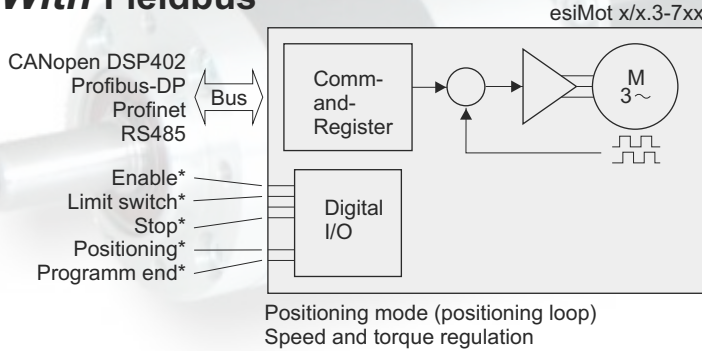 With Fieldbus
esiMot x/x.3-7xx
CANopen DSP402
Profibus-DP
Profinet
RS485
Bus
Comm-
and-
Register
M
3~
Enable*
Limit switch*
Stop*
Positioning*
Programm end*
Digital
I/O
Positioning mode (positioning loop)
Speed and torque regulation